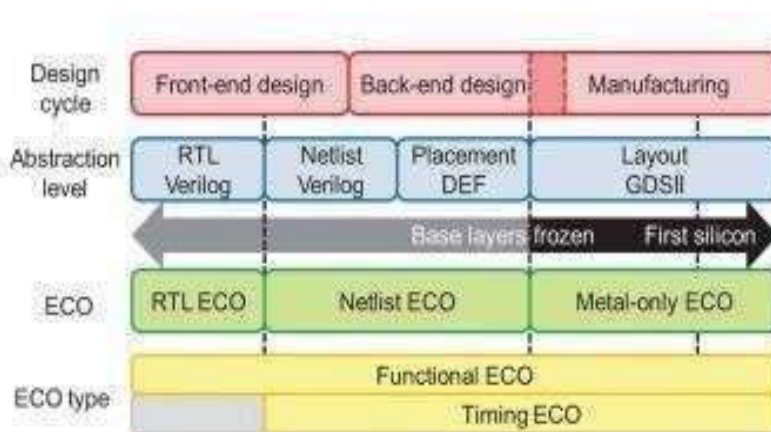 Design
cycle
Front-end design
Back-end design
Manufacturing
Abstraction
level
RTL
Verilog
Netlist
Verilog
Placement
DEF
Layout
GDSII
Base layers frozen
First silicon
ECO
RTL ECO
Netlist ECO
Metal-only ECO
ECO type
Functional ECO
Timing ECO